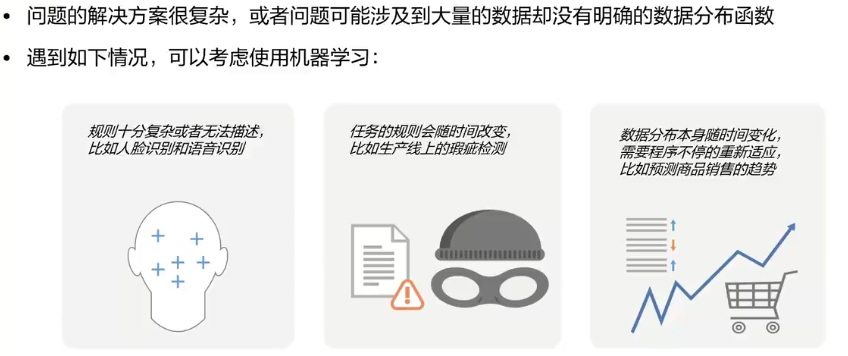 • 问题的解决方案很复杂，或者问题可能涉及到大量的数据却没有明确的数据分布函数
• 遇到如下情况，可以考虑使用机器学习：
规则十分复杂或者无法描述，
比如人脸识别和语音识别
任务的规则会随时间改变，
比如生产线上的瑕疵检测
数据分布本身随时间变化，
需要程序不停的重新适应，
比如预测商品销售的趋势